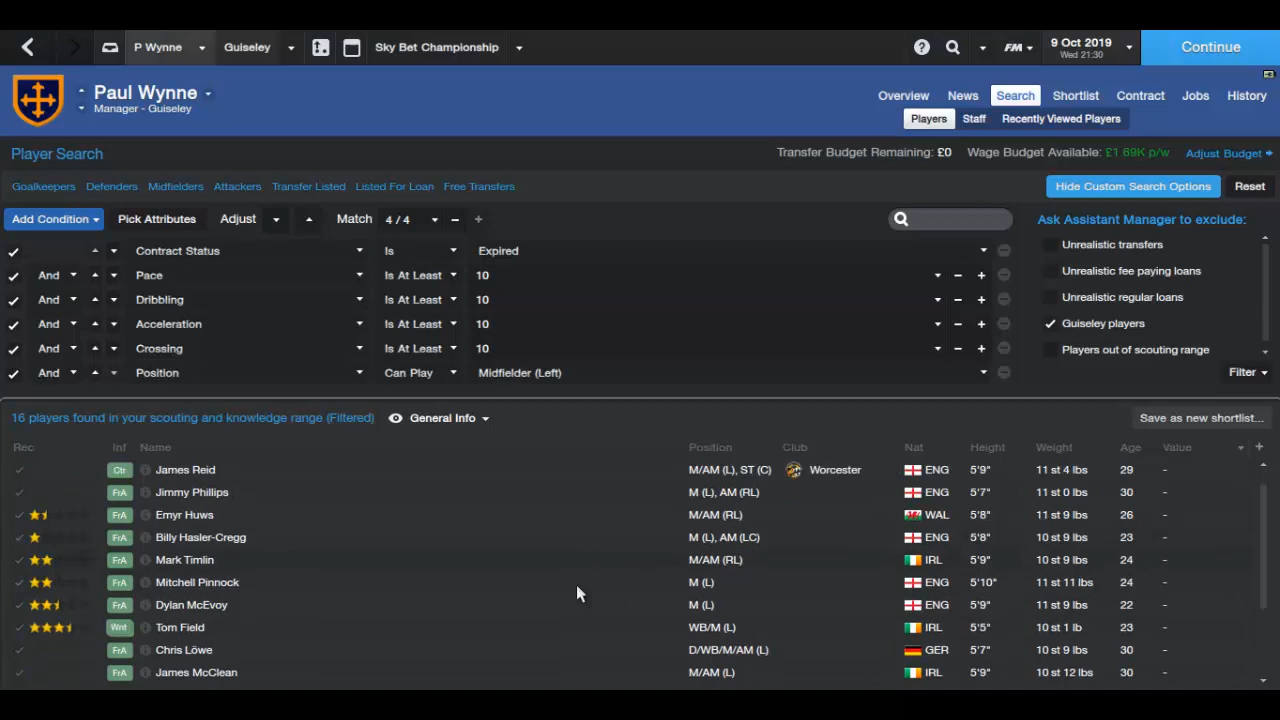 P Wynne Guiseley Sky Bet Championship ? FM 9 Oct 2019 Wed 21:30 Continue
Paul Wynne
Manager - Guiseley
Overview News Search Shortlist Contract Jobs History
Players Staff Recently Viewed Players
Player Search Transfer Budget Remaining: £0 Wage Budget Available: £1.69K p/w Adjust Budget
Goalkeepers Defenders Midfielders Attackers Transfer Listed Listed For Loan Free Transfers Hide Custom Search Options Reset
Add Condition Pick Attributes Adjust Match 4 / 4 − + Ask Assistant Manager to exclude:
Contract Status Is Expired Unrealistic transfers
And Pace Is At Least 10 − + Unrealistic fee paying loans
And Dribbling Is At Least 10 − + Unrealistic regular loans
And Acceleration Is At Least 10 − + Guiseley players
And Crossing Is At Least 10 − + Players out of scouting range
And Position Can Play Midfielder (Left) Filter
16 players found in your scouting and knowledge range (Filtered) General Info Save as new shortlist...
Rec Inf Name Position Club Nat Height Weight Age Value +
Ctr James Reid M/AM (L), ST (C) Worcester ENG 5'9" 11 st 4 lbs 29 -
FrA Jimmy Phillips M (L), AM (RL) ENG 5'7" 11 st 0 lbs 30 -
FrA Emyr Huws M/AM (RL) WAL 5'8" 11 st 9 lbs 26 -
FrA Billy Hasler-Cregg M (L), AM (LC) ENG 5'8" 10 st 9 lbs 23 -
FrA Mark Timlin M/AM (RL) IRL 5'9" 10 st 9 lbs 24 -
FrA Mitchell Pinnock M (L) ENG 5'10" 11 st 11 lbs 24 -
FrA Dylan McEvoy M (L) ENG 5'9" 11 st 9 lbs 22 -
Wnt Tom Field WB/M (L) IRL 5'5" 10 st 1 lb 23 -
FrA Chris Löwe D/WB/M/AM (L) GER 5'7" 10 st 9 lbs 30 -
FrA James McClean M/AM (L) IRL 5'9" 10 st 12 lbs 30 -